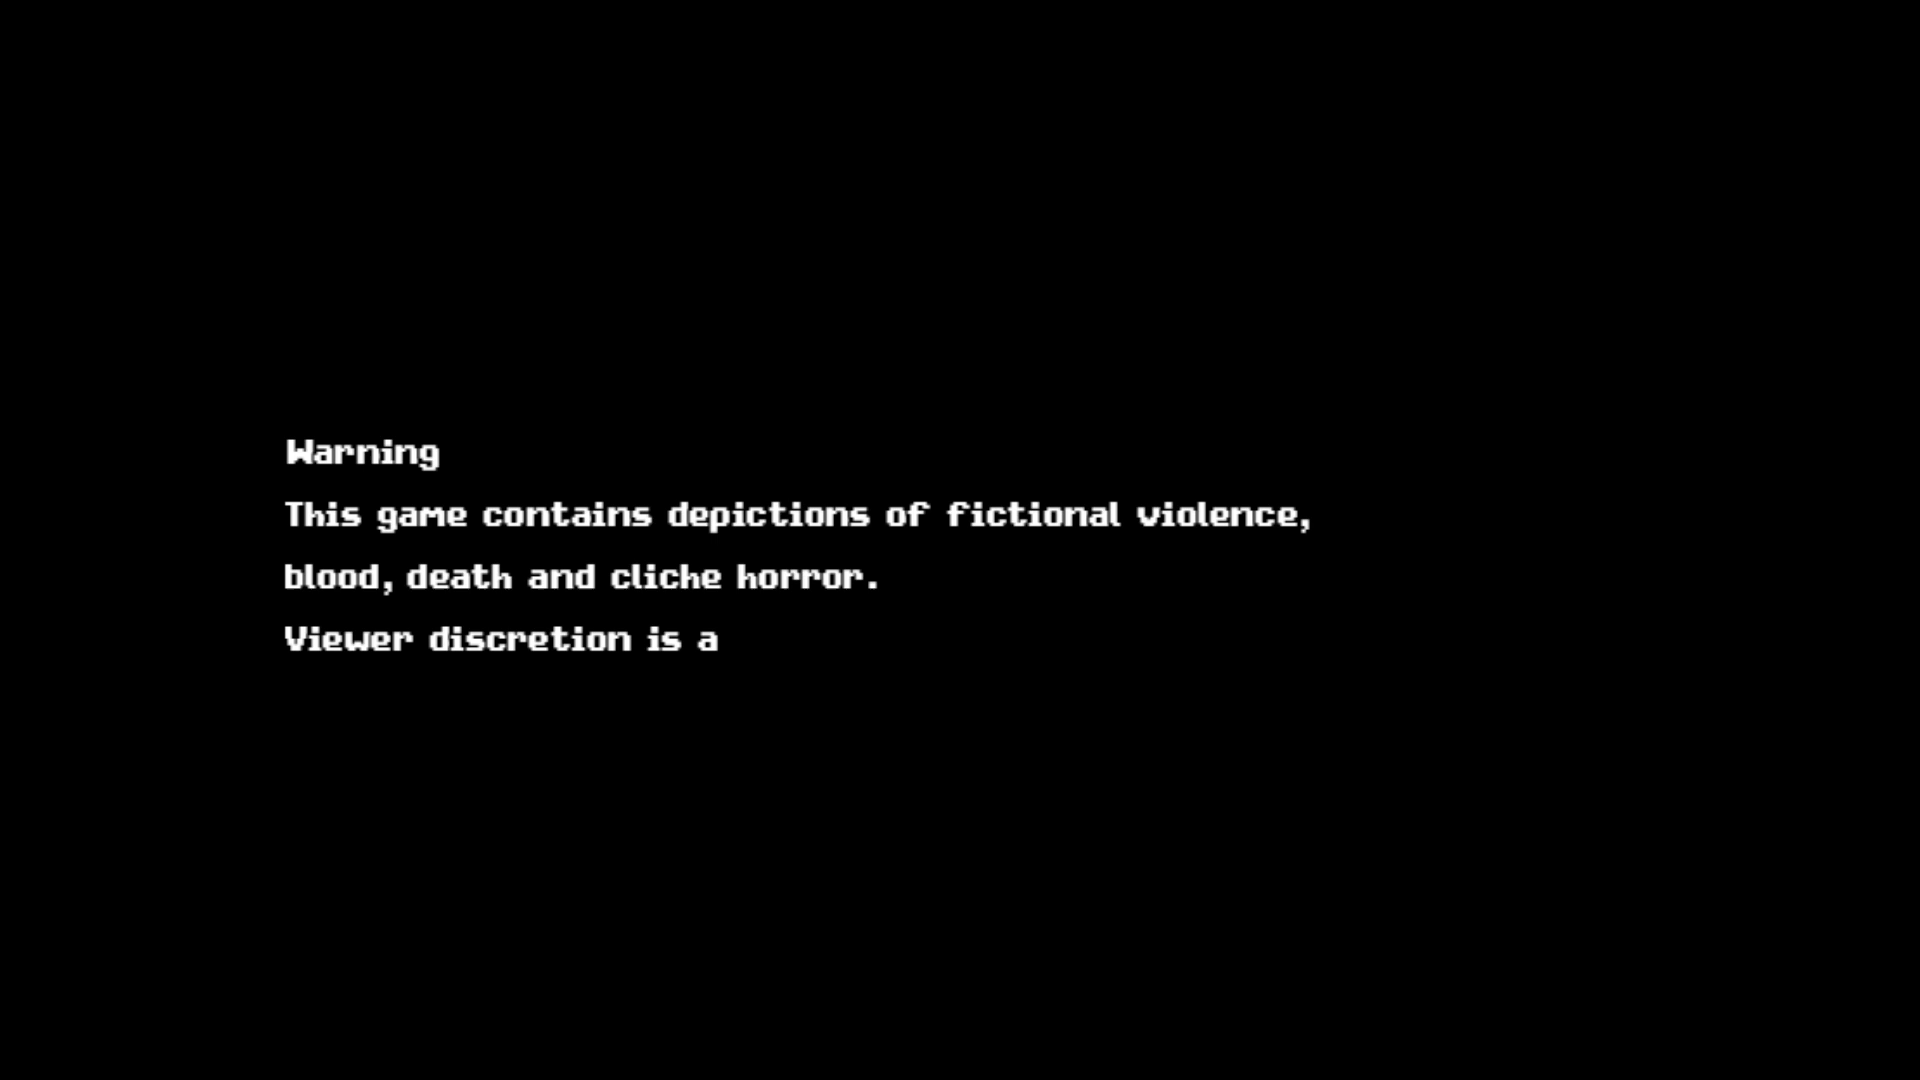 Warning
This game contains depictions of fictional violence,
blood, death and cliche horror.
Viewer discretion is a